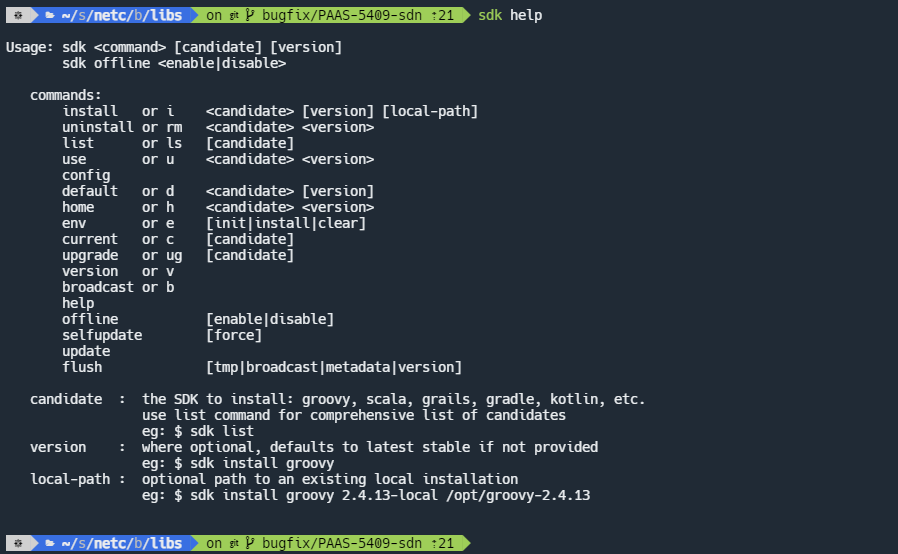 ~/s/netc/b/libs on git bugfix/PAAS-5409-sdn ⇡21 sdk help
Usage: sdk <command> [candidate] [version]
sdk offline <enable|disable>
commands:
install or i <candidate> [version] [local-path]
uninstall or rm <candidate> <version>
list or ls [candidate]
use or u <candidate> <version>
config
default or d <candidate> [version]
home or h <candidate> <version>
env or e [init|install|clear]
current or c [candidate]
upgrade or ug [candidate]
version or v
broadcast or b
help
offline [enable|disable]
selfupdate [force]
update
flush [tmp|broadcast|metadata|version]
candidate : the SDK to install: groovy, scala, grails, gradle, kotlin, etc.
use list command for comprehensive list of candidates
eg: $ sdk list
version : where optional, defaults to latest stable if not provided
eg: $ sdk install groovy
local-path : optional path to an existing local installation
eg: $ sdk install groovy 2.4.13-local /opt/groovy-2.4.13
~/s/netc/b/libs on git bugfix/PAAS-5409-sdn ⇡21